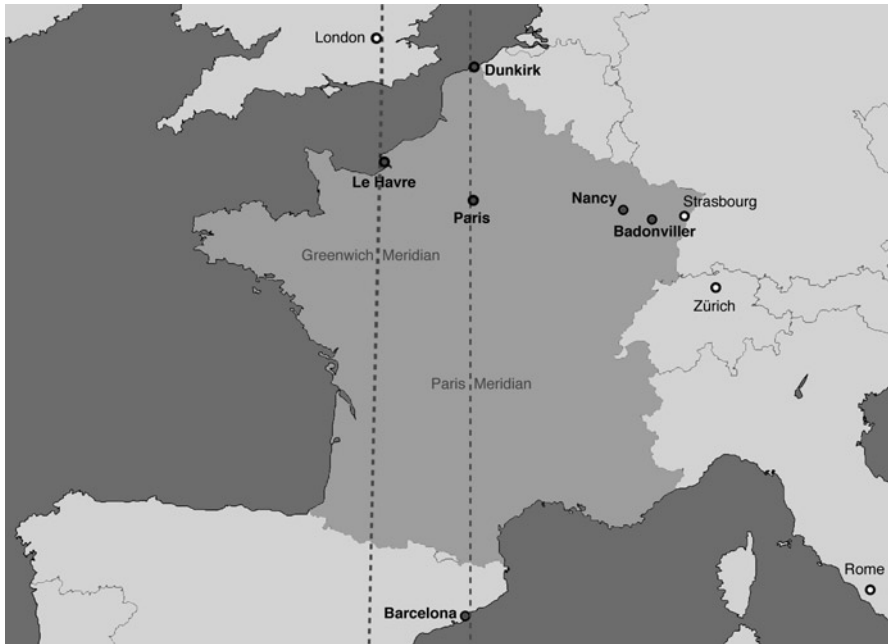 London
Dunkirk
Le Havre
Paris
Nancy
Strasbourg
Badonviller
Greenwich Meridian
Zürich
Paris Meridian
Rome
Barcelona